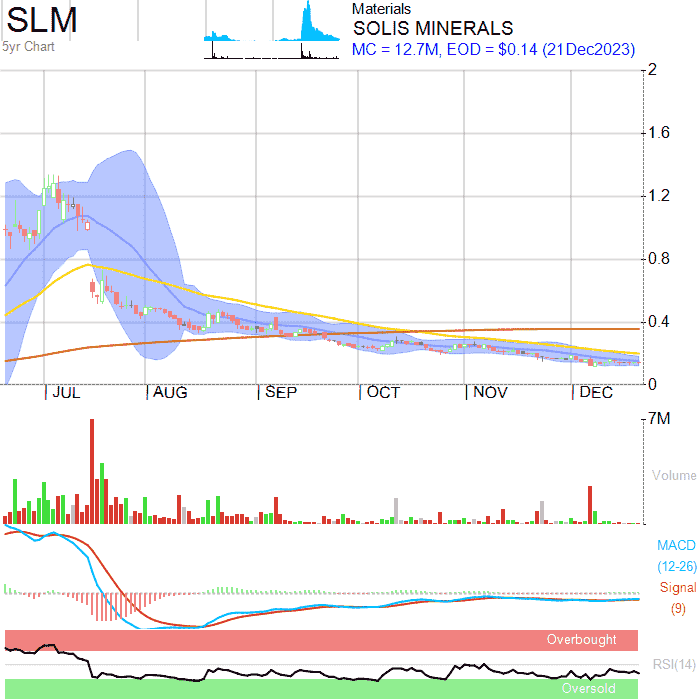 SLM
5yr Chart
Materials
SOLIS MINERALS
MC = 12.7M, EOD = $0.14 (21Dec2023)
2
1.6
1.2
0.8
0.4
0
JUL AUG SEP OCT NOV DEC
7M
Volume
MACD
(12-26)
Signal
(9)
Overbought
RSI(14)
Oversold